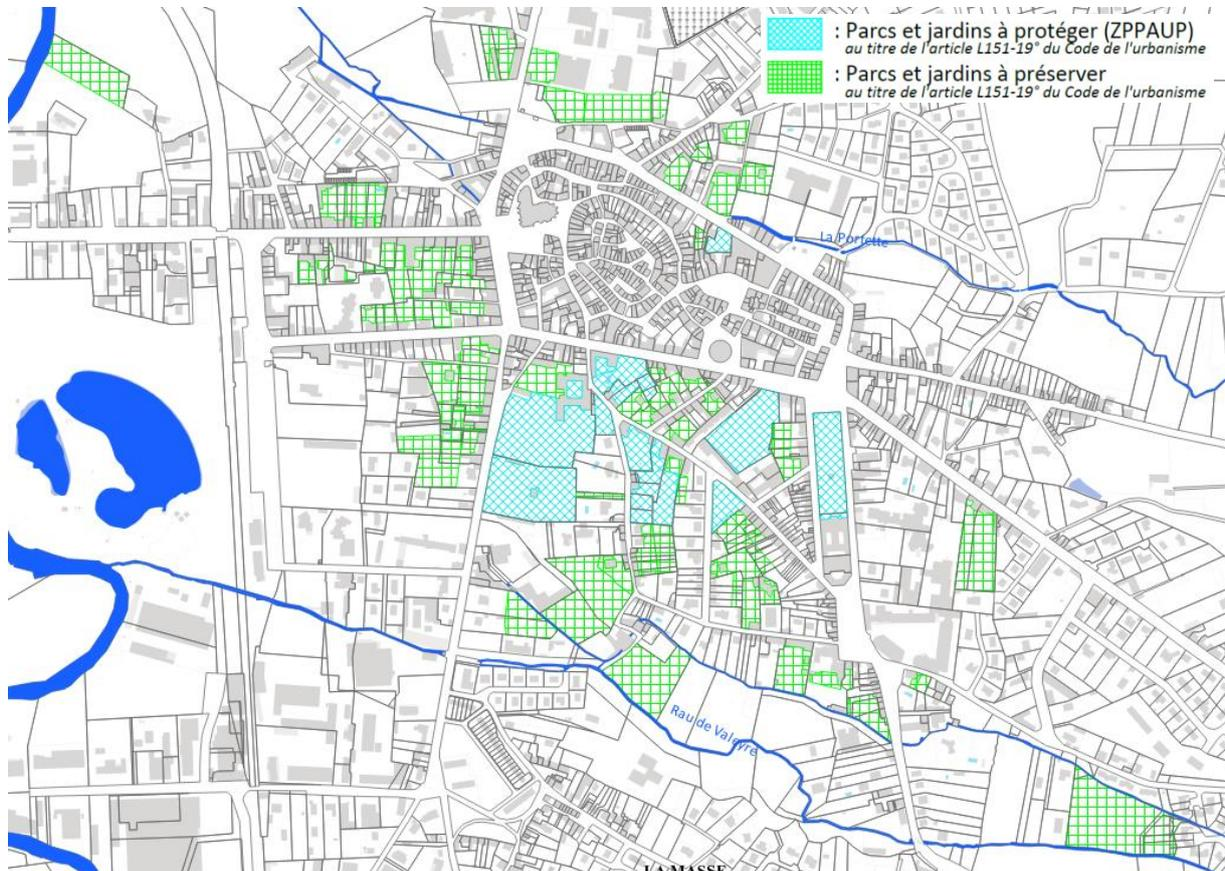 : Parcs et jardins à protéger (ZPPAUP)
au titre de l'article L151-19° du Code de l'urbanisme
: Parcs et jardins à préserver
au titre de l'article L151-19° du Code de l'urbanisme
La Portette
Rau de Valeyre
LA MASSE